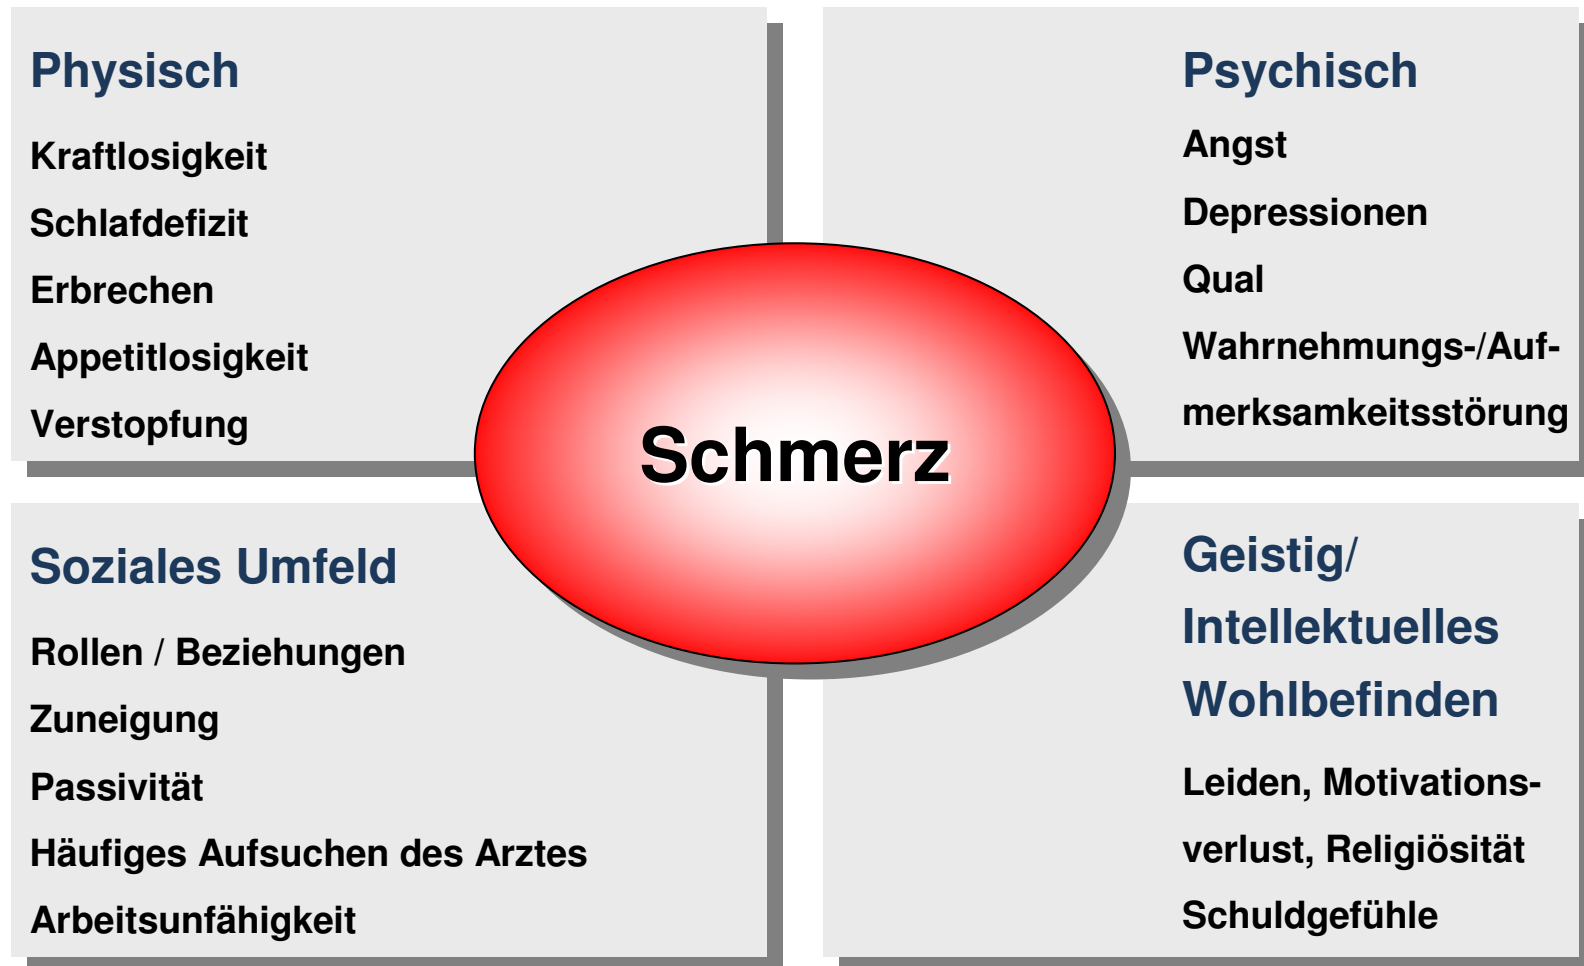 Physisch
Kraftlosigkeit
Schlafdefizit
Erbrechen
Appetitlosigkeit
Verstopfung
Psychisch
Angst
Depressionen
Qual
Wahrnehmungs-/Auf-
merksamkeitsstörung
Schmerz
Soziales Umfeld
Rollen / Beziehungen
Zuneigung
Passivität
Häufiges Aufsuchen des Arztes
Arbeitsunfähigkeit
Geistig/
Intellektuelles
Wohlbefinden
Leiden, Motivations-
verlust, Religiösität
Schuldgefühle